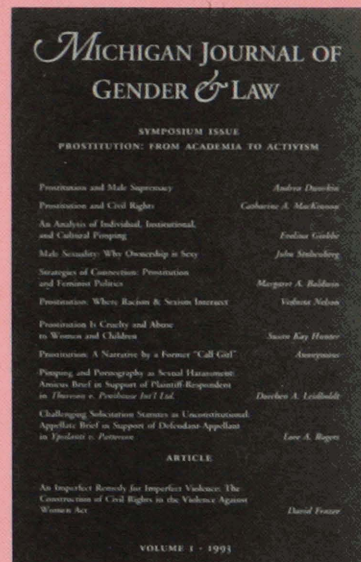 MICHIGAN JOURNAL OF
GENDER & LAW
SYMPOSIUM ISSUE
PROSTITUTION: FROM ACADEMIA TO ACTIVISM
Prostitution and Male Supremacy Andrea Dworkin
Prostitution and Civil Rights Catharine A. MacKinnon
An Analysis of Individual, Institutional,
and Cultural Pimping Evelina Giobbe
Male Sexuality: Why Ownership is Sexy John Stoltenberg
Strategies of Connection: Prostitution
and Feminist Politics Margaret A. Baldwin
Prostitution: Where Racism & Sexism Intersect Vednita Nelson
Prostitution Is Cruelty and Abuse
to Women and Children Susan Kay Hunter
Prostitution: A Narrative by a Former "Call Girl" Anonymous
Pimping and Pornography as Sexual Harassment:
Amicus Brief in Support of Plaintiff-Respondent
in Thoreson v. Penthouse Int'l Ltd. Dorchen A. Leidholdt
Challenging Solicitation Statutes as Unconstitutional:
Appellate Brief in Support of Defendant-Appellant
in Ypsilanti v. Patterson Lore A. Rogers
ARTICLE
An Imperfect Remedy for Imperfect Violence: The
Construction of Civil Rights in the Violence Against
Women Act David Frazee
VOLUME 1 · 1993